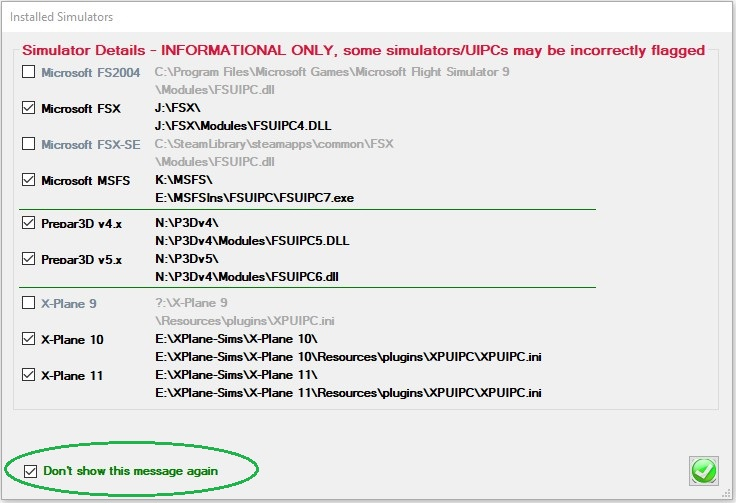 Installed Simulators
Simulator Details - INFORMATIONAL ONLY, some simulators/UIPCs may be incorrectly flagged
Microsoft FS2004 C:\Program Files\Microsoft Games\Microsoft Flight Simulator 9
\Modules\FSUIPC.dll
Microsoft FSX J:\FSX\
J:\FSX\Modules\FSUIPC4.DLL
Microsoft FSX-SE C:\SteamLibrary\steamapps\common\FSX
\Modules\FSUIPC.dll
Microsoft MSFS K:\MSFS\
E:\MSFSIns\FSUIPC\FSUIPC7.exe
Prepar3D v4.x N:\P3Dv4\
N:\P3Dv4\Modules\FSUIPC5.DLL
Prepar3D v5.x N:\P3Dv5\
N:\P3Dv4\Modules\FSUIPC6.dll
X-Plane 9 ?:\X-Plane 9
\Resources\plugins\XPUIPC.ini
X-Plane 10 E:\XPlane-Sims\X-Plane 10\
E:\XPlane-Sims\X-Plane 10\Resources\plugins\XPUIPC\XPUIPC.ini
X-Plane 11 E:\XPlane-Sims\X-Plane 11\
E:\XPlane-Sims\X-Plane 11\Resources\plugins\XPUIPC\XPUIPC.ini
Don't show this message again